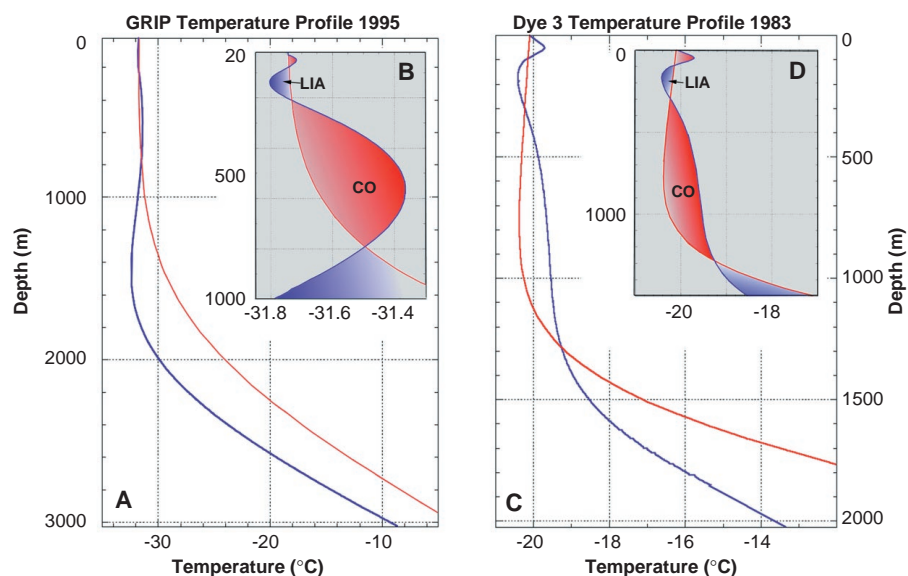 GRIP Temperature Profile 1995
0
1000
2000
3000
Depth (m)
-30
-20
-10
Temperature (°C)
A
20
500
1000
B
LIA
CO
-31.8
-31.6
-31.4
Dye 3 Temperature Profile 1983
0
500
1000
1500
2000
Depth (m)
-20
-18
-16
-14
Temperature (°C)
C
0
1000
D
LIA
CO
-20
-18